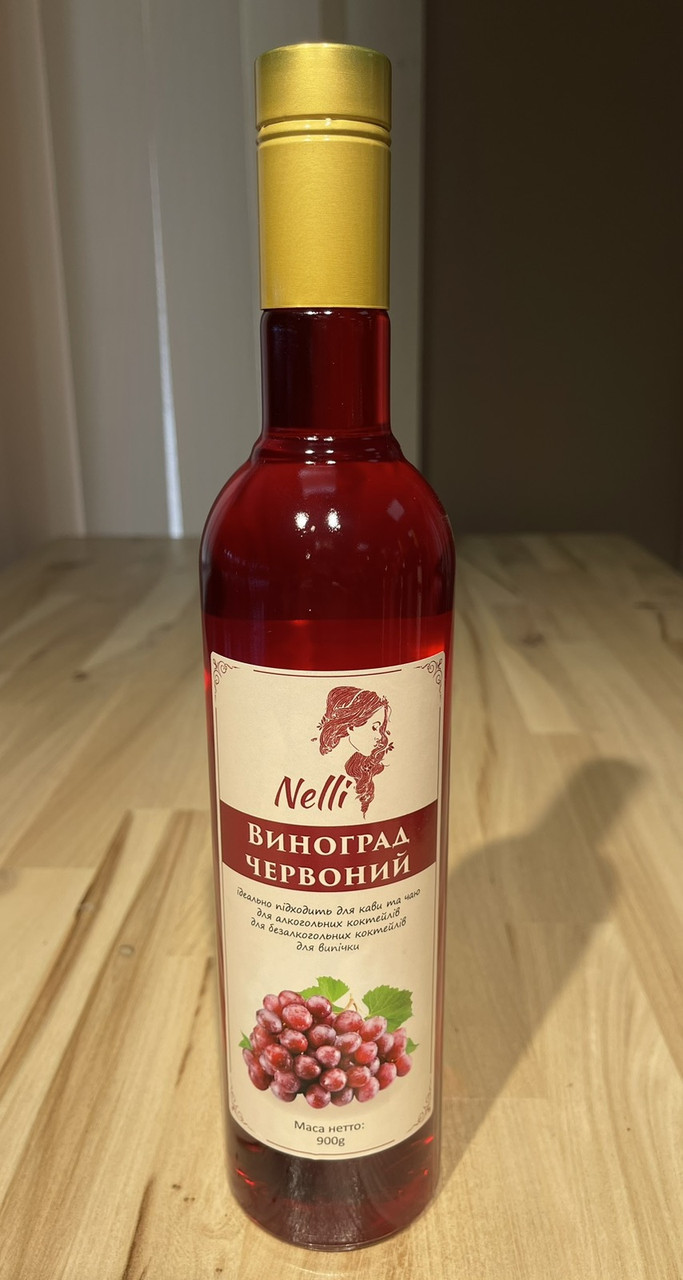 Nelli
Виноград
червоний
ідеально підходить для кави та чаю
для алкогольних коктейлів
для безалкогольних коктейлів
для випічки
Маса нетто:
900g